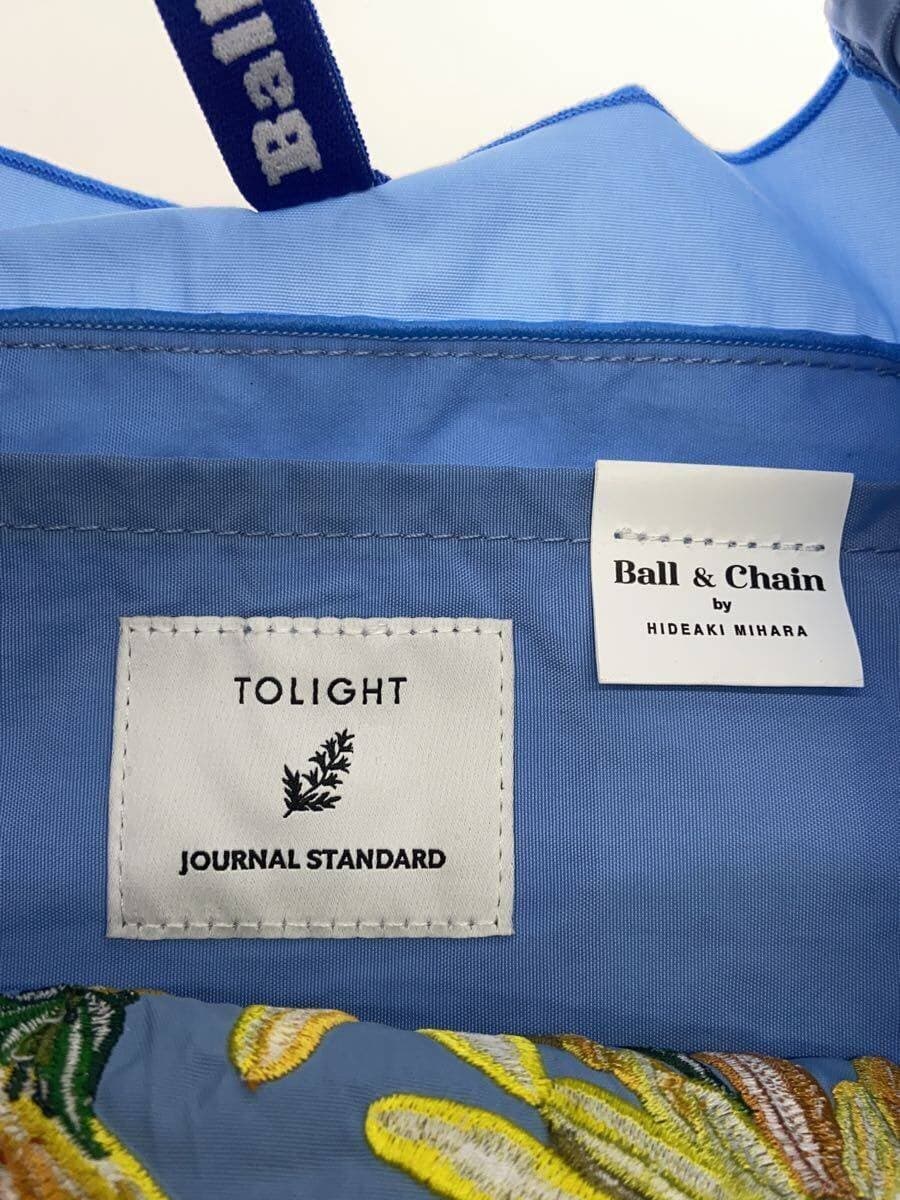 Ball
Ball & Chain
by
HIDEAKI MIHARA
TOLIGHT
JOURNAL STANDARD